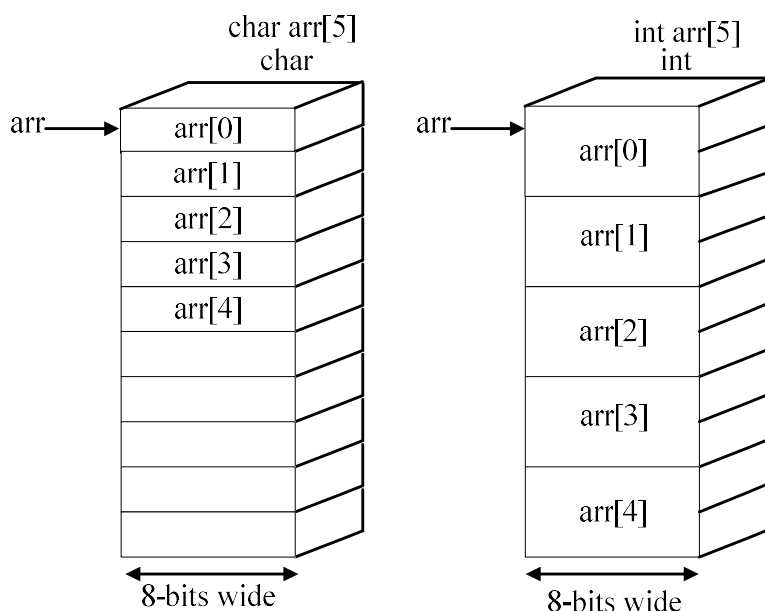 char arr[5]
char
arr
arr[0]
arr[1]
arr[2]
arr[3]
arr[4]
8-bits wide
int arr[5]
int
arr
arr[0]
arr[1]
arr[2]
arr[3]
arr[4]
8-bits wide